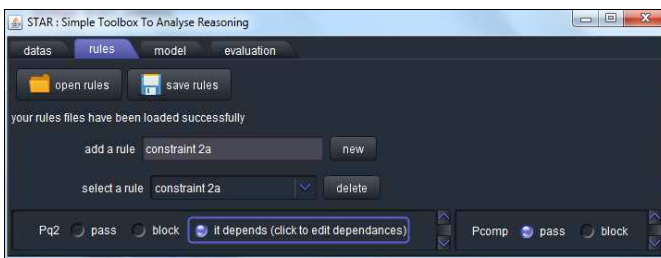 STAR : Simple Toolbox To Analyse Reasoning
datas rules model evaluation
open rules save rules
your rules files have been loaded successfully
add a rule constraint 2a new
select a rule constraint 2a delete
Pq2 pass block it depends (click to edit dependances) Pcomp pass block